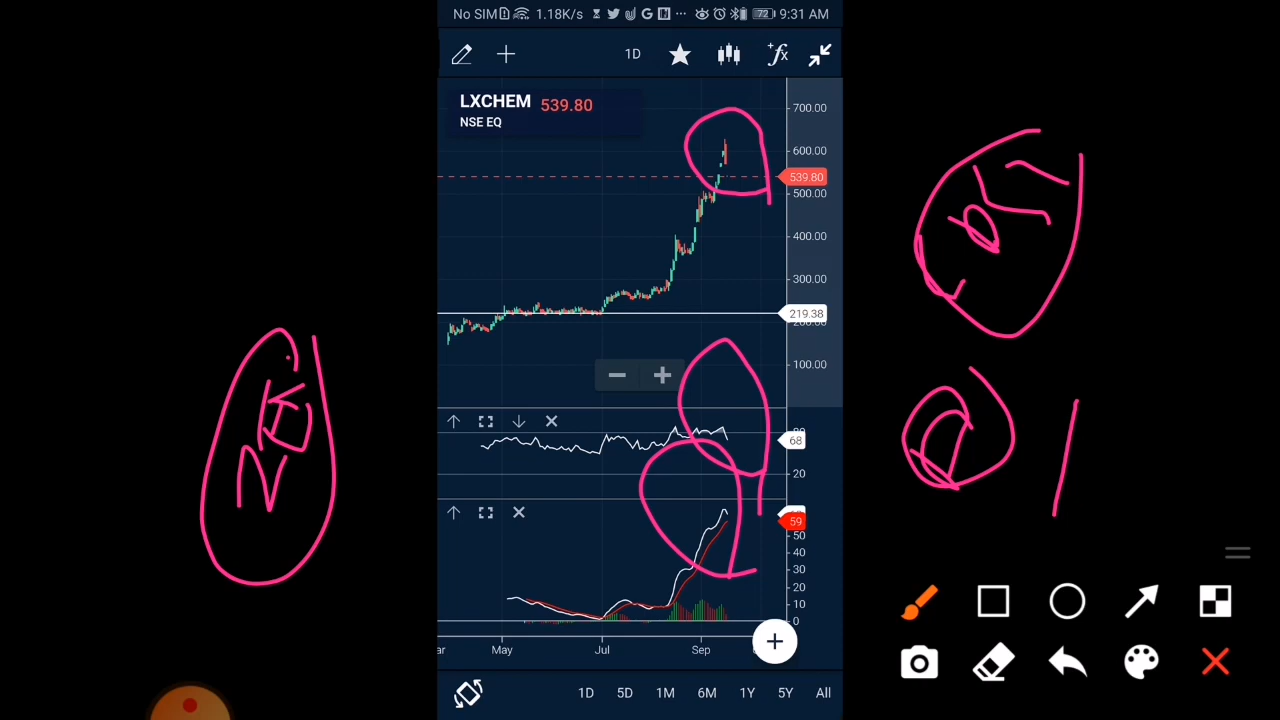 No SIM 1.18K/s ... 72 9:31 AM
1D
LXCHEM 539.80
NSE EQ
700.00
600.00
539.80
500.00
400.00
300.00
219.38
100.00
68
20
59
50
40
30
20
10
0
May Jul Sep
1D 5D 1M 6M 1Y 5Y All